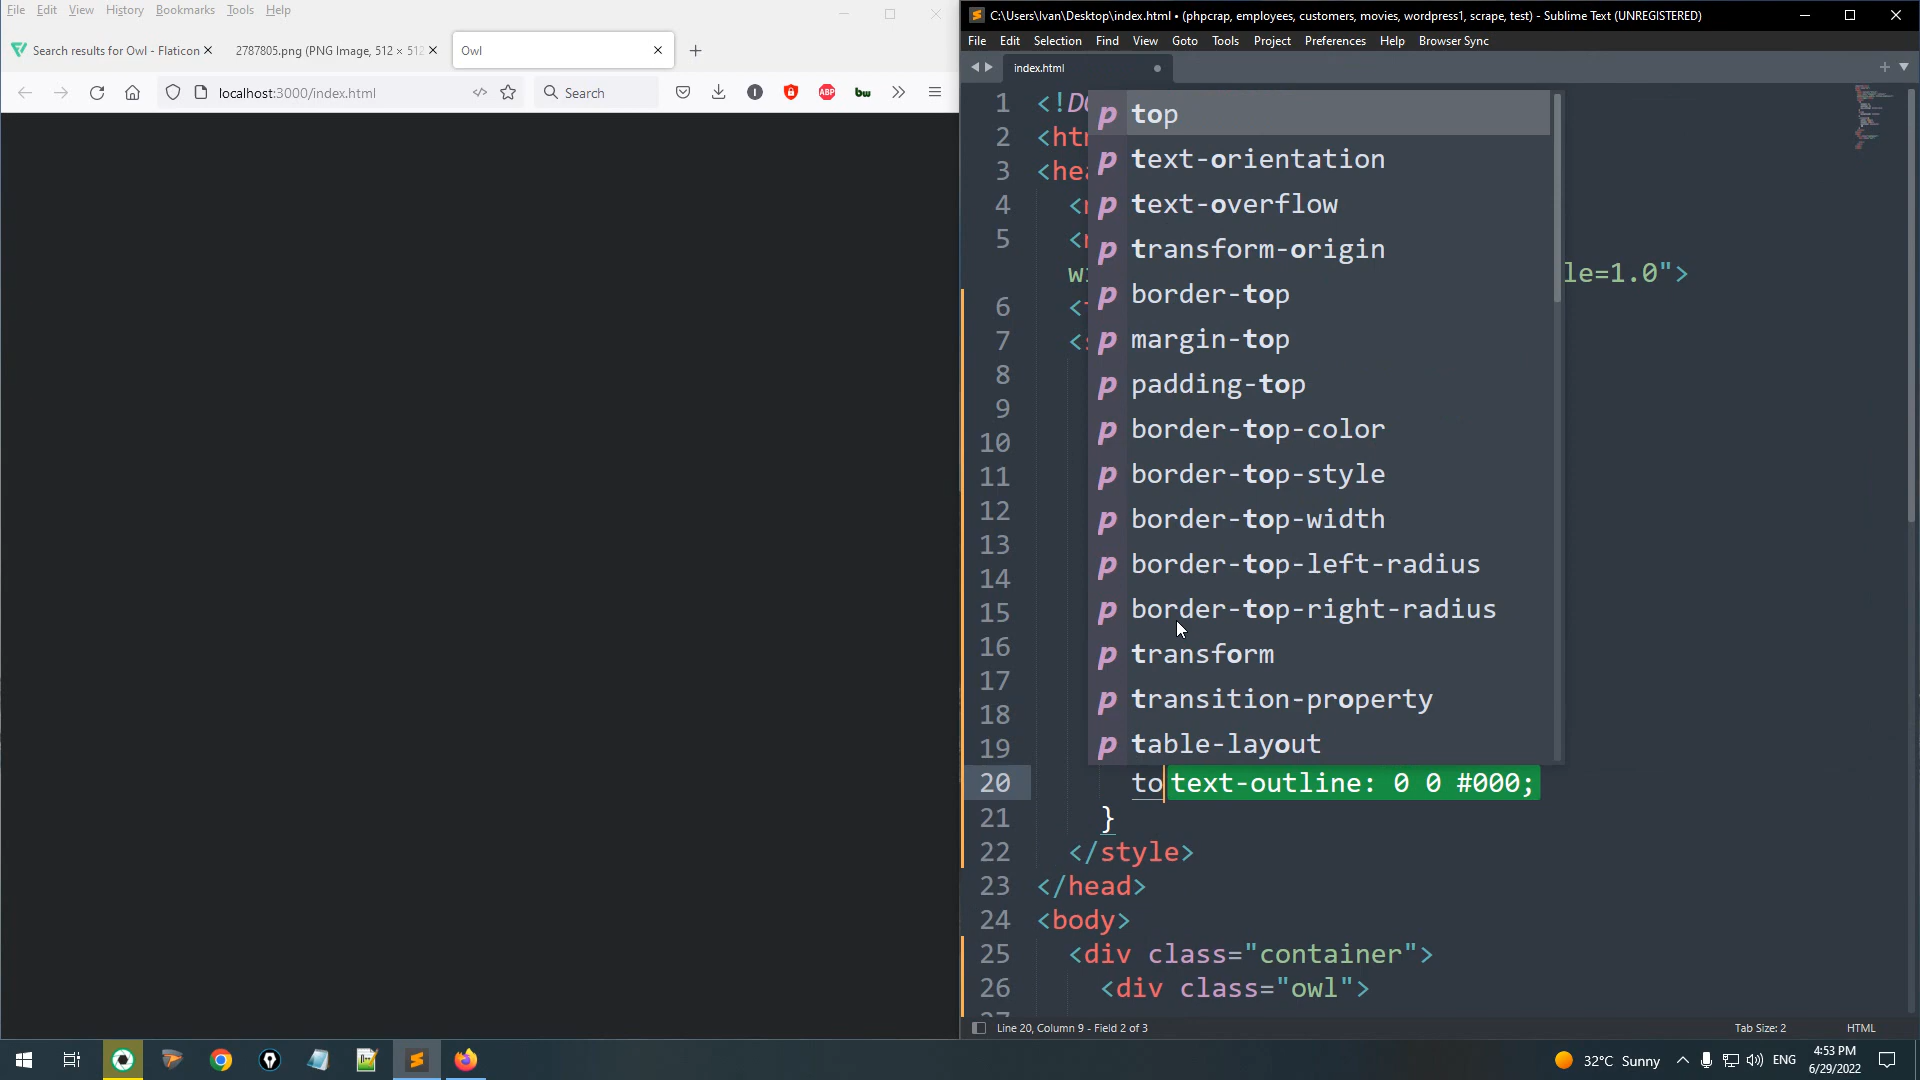 File Edit View History Bookmarks Tools Help
Search results for Owl - Flaticon
2787805.png (PNG Image, 512 × 512
Owl
localhost:3000/index.html
Search
ABP
bw
C:\Users\Ivan\Desktop\index.html • (phpcrap, employees, customers, movies, wordpress1, scrape, test) - Sublime Text (UNREGISTERED)
File Edit Selection Find View Goto Tools Project Preferences Help Browser Sync
index.html
1 <!DO
2 <htm
3 <hea
4 <m
5 <m
wi
le=1.0">
6 <t
7 <s
8
9
10
11
12
13
14
15
16
17
18
19
p top
p text-orientation
p text-overflow
p transform-origin
p border-top
p margin-top
p padding-top
p border-top-color
p border-top-style
p border-top-width
p border-top-left-radius
p border-top-right-radius
p transform
p transition-property
p table-layout
20 to text-outline: 0 0 #000;
21 }
22 </style>
23 </head>
24 <body>
25 <div class="container">
26 <div class="owl">
Line 20, Column 9 - Field 2 of 3
Tab Size: 2
HTML
32°C Sunny
ENG
4:53 PM
6/29/2022